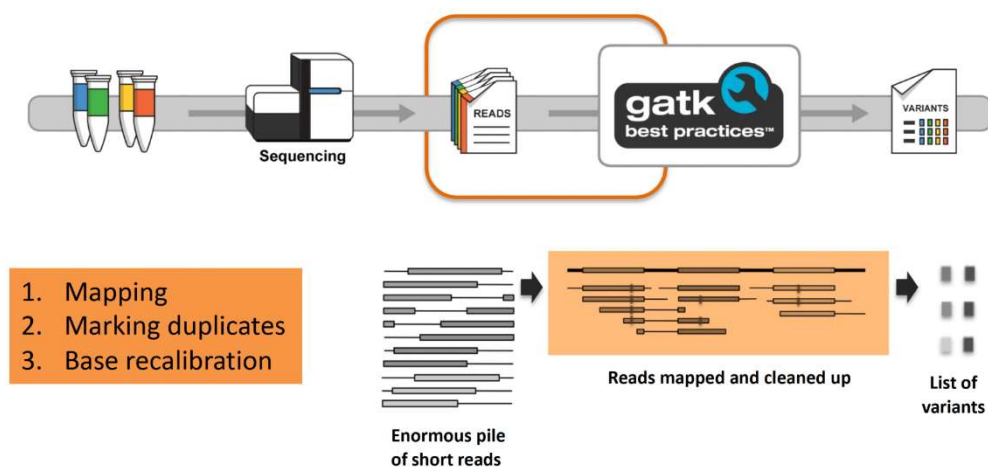 Sequencing
READS
gatk
best practices™
VARIANTS
1. Mapping
2. Marking duplicates
3. Base recalibration
Enormous pile
of short reads
Reads mapped and cleaned up
List of
variants